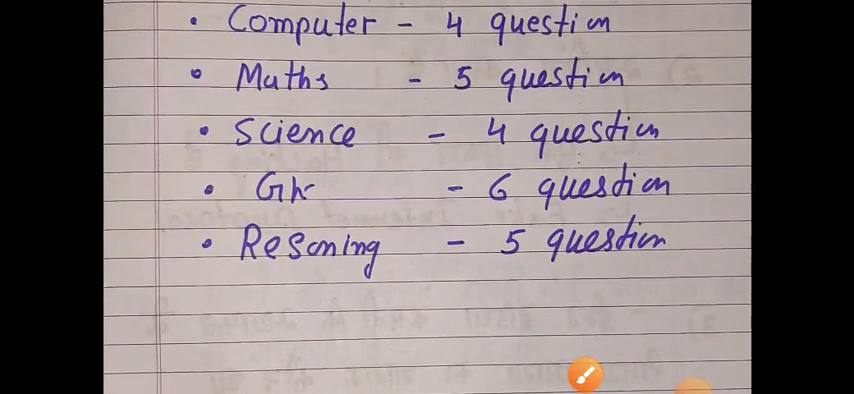 • Computer - 4 question
• Maths - 5 question
• Science - 4 question
• Gk - 6 question
• Resoning - 5 question